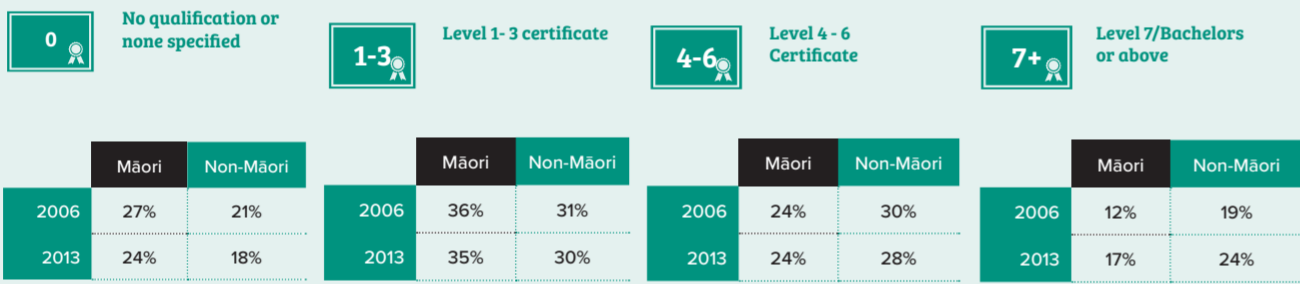 0
No qualification or
none specified
1-3
Level 1- 3 certificate
4-6
Level 4 - 6
Certificate
7+
Level 7/Bachelors
or above
Māori Non-Māori
2006 27% 21%
2013 24% 18%
Māori Non-Māori
2006 36% 31%
2013 35% 30%
Māori Non-Māori
2006 24% 30%
2013 24% 28%
Māori Non-Māori
2006 12% 19%
2013 17% 24%